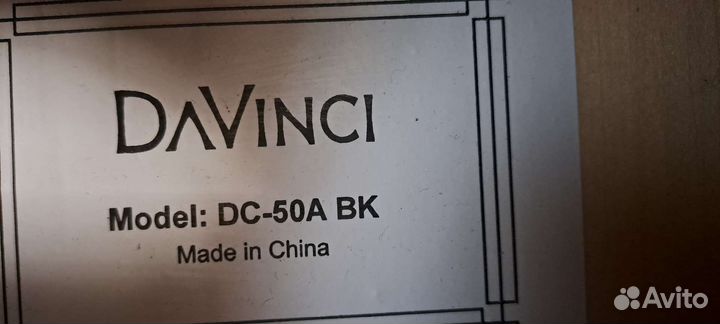 DAVINCI
Model: DC-50A BK
Made in China
Avito